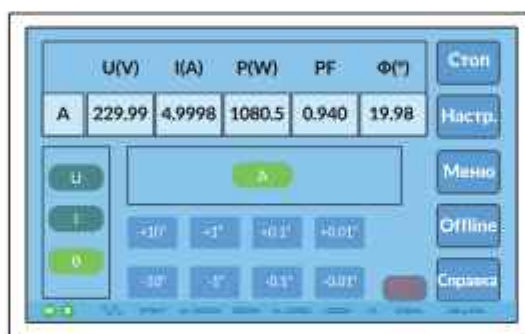 U(V) I(A) P(W) PF Φ(°)
A 229.99 4.9998 1080.5 0.940 19.98
Стоп
Настр.
Меню
Offline
Справка
U
A
I
θ
+10° +1° +0.1° +0.01°
-10° -1° -0.1° -0.01°